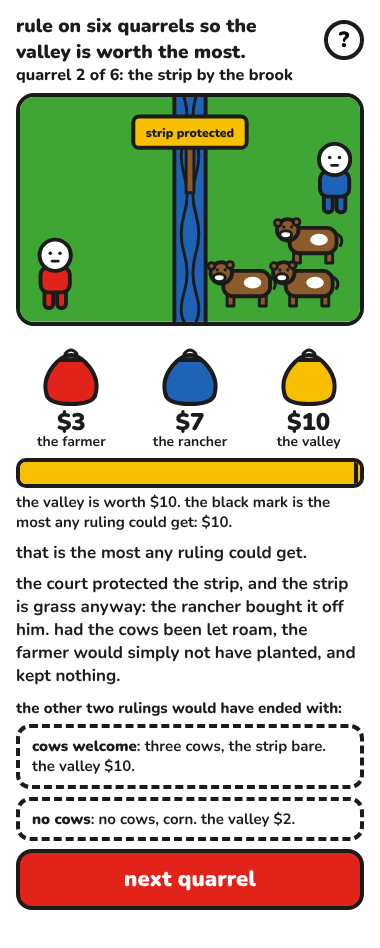 rule on six quarrels so the
valley is worth the most.
?
quarrel 2 of 6: the strip by the brook
strip protected
$3
the farmer
$7
the rancher
$10
the valley
the valley is worth $10. the black mark is the
most any ruling could get: $10.
that is the most any ruling could get.
the court protected the strip, and the strip
is grass anyway: the rancher bought it off
him. had the cows been let roam, the
farmer would simply not have planted, and
kept nothing.
the other two rulings would have ended with:
cows welcome: three cows, the strip bare.
the valley $10.
no cows: no cows, corn. the valley $2.
next quarrel